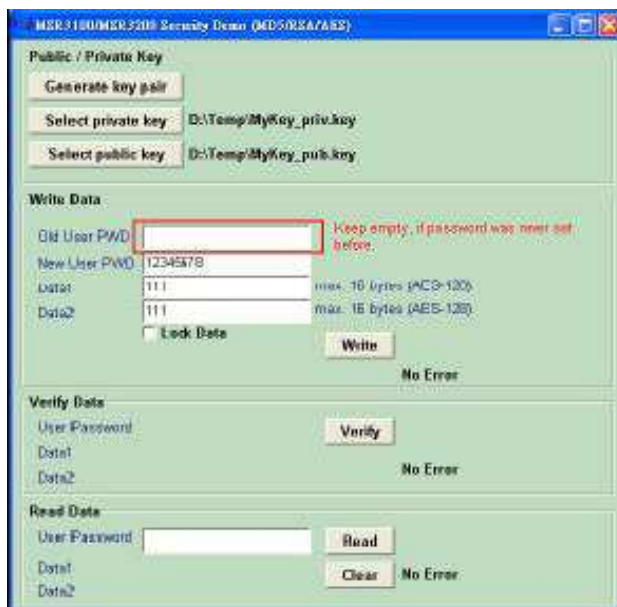 MSR3100/MSR3200 Security Demo (MD5/RSA/AES)
Public / Private Key
Generate key pair
Select private key D:\Temp\MyKey_priv.key
Select public key D:\Temp\MyKey_pub.key
Write Data
Old User PWD Keep empty, if password was never set
before.
New User PWD 12345678
Data1 111 max. 16 bytes (AES-128)
Data2 111 max. 16 bytes (AES-128)
Lock Data
Write
No Error
Verify Data
User Password Verify
Data1
Data2 No Error
Read Data
User Password Read
Data1 Clear No Error
Data2